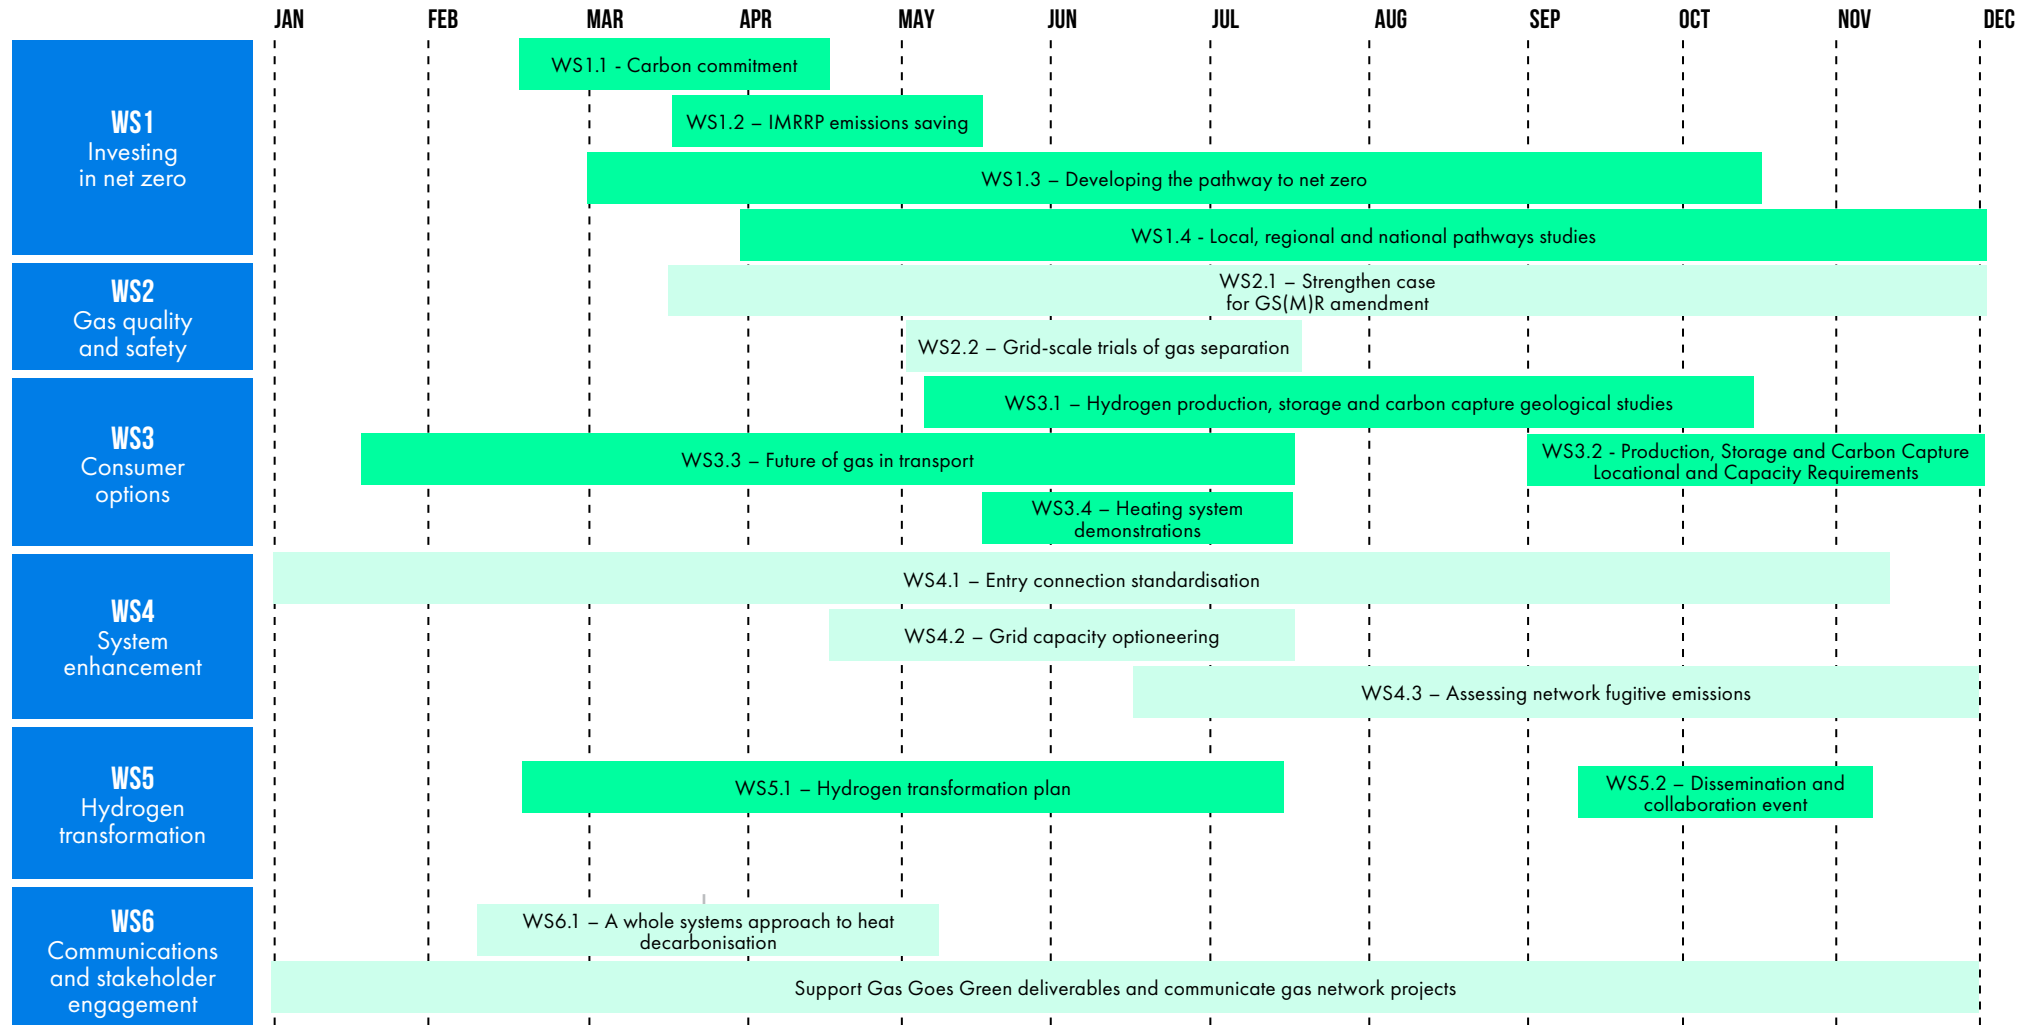 JAN FEB MAR APR MAY JUN JUL AUG SEP OCT NOV DEC
WS1
Investing
in net zero
WS1.1 - Carbon commitment
WS1.2 – IMRRP emissions saving
WS1.3 – Developing the pathway to net zero
WS1.4 - Local, regional and national pathways studies
WS2
Gas quality
and safety
WS2.1 – Strengthen case
for GS(M)R amendment
WS2.2 – Grid-scale trials of gas separation
WS3
Consumer
options
WS3.1 – Hydrogen production, storage and carbon capture geological studies
WS3.3 – Future of gas in transport
WS3.2 - Production, Storage and Carbon Capture
Locational and Capacity Requirements
WS3.4 – Heating system
demonstrations
WS4
System
enhancement
WS4.1 – Entry connection standardisation
WS4.2 – Grid capacity optioneering
WS4.3 – Assessing network fugitive emissions
WS5
Hydrogen
transformation
WS5.1 – Hydrogen transformation plan
WS5.2 – Dissemination and
collaboration event
WS6
Communications
and stakeholder
engagement
WS6.1 – A whole systems approach to heat
decarbonisation
Support Gas Goes Green deliverables and communicate gas network projects